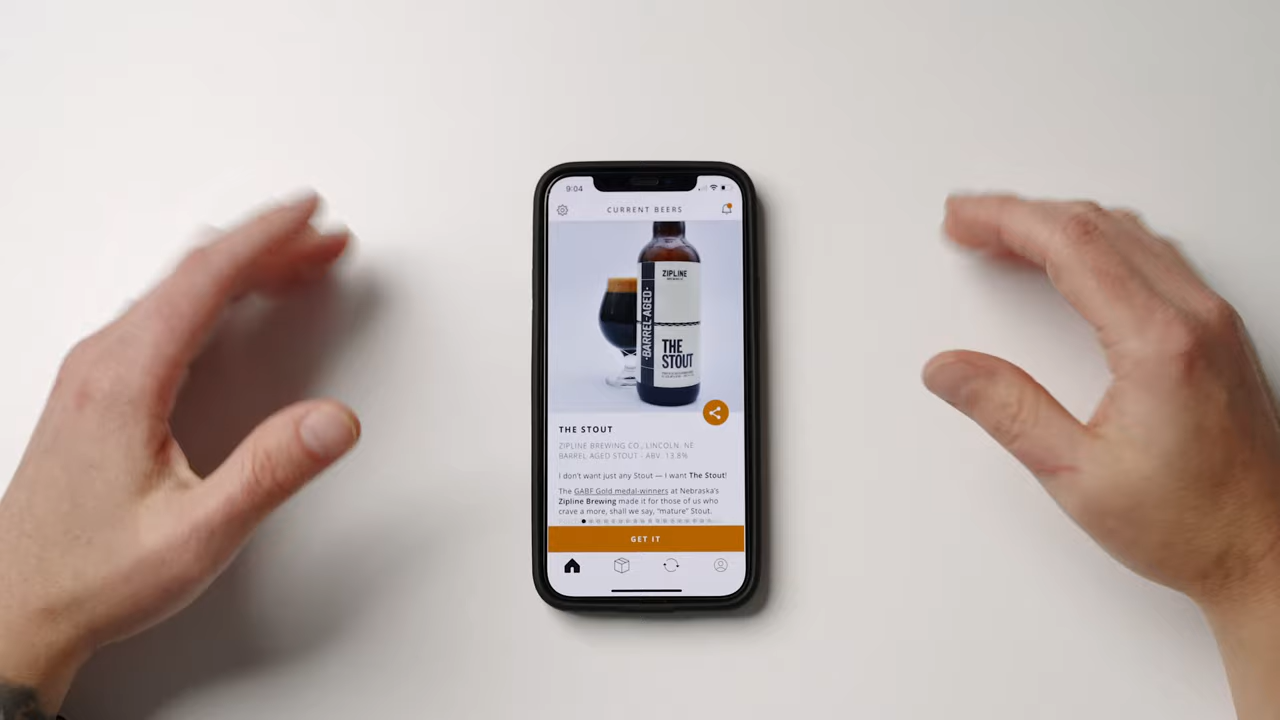 9:04
CURRENT BEERS
ZIPLINE
BARREL-AGED
THE
STOUT
THE STOUT
ZIPLINE BREWING CO., LINCOLN, NE
BARREL AGED STOUT - ABV: 13.8%
I don't want just any Stout — I want The Stout!
The GABF Gold medal-winners at Nebraska's
Zipline Brewing made it for those of us who
crave a more, shall we say, "mature" Stout.
GET IT